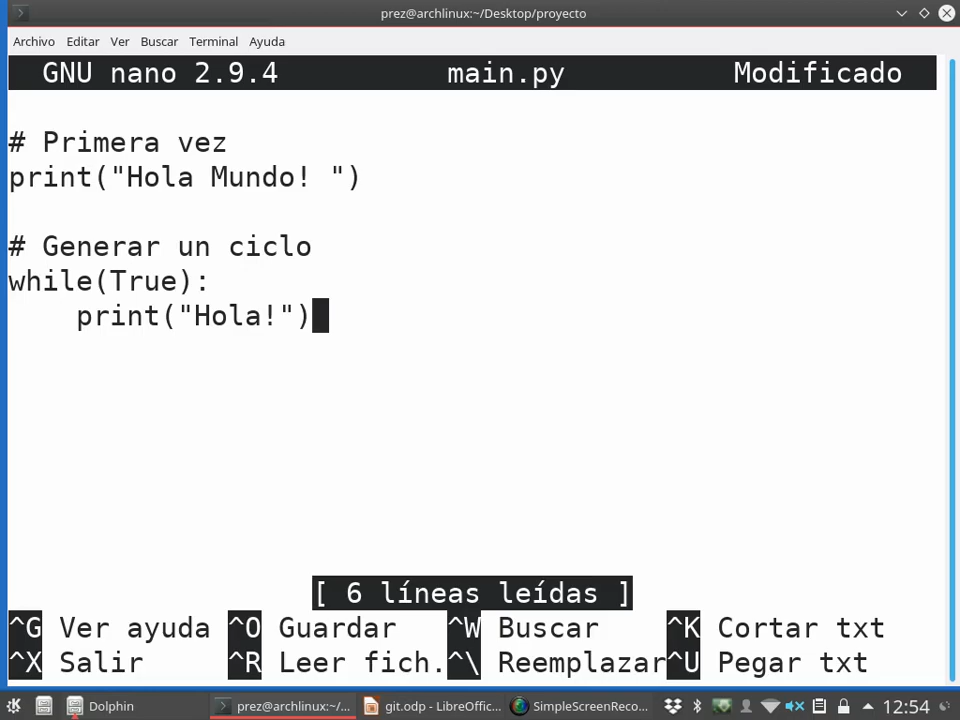 prez@archlinux:~/Desktop/proyecto
Archivo Editar Ver Buscar Terminal Ayuda
GNU nano 2.9.4 main.py Modificado
# Primera vez
print("Hola Mundo! ")
# Generar un ciclo
while(True):
    print("Hola!")
[ 6 líneas leídas ]
^G Ver ayuda ^O Guardar ^W Buscar ^K Cortar txt
^X Salir ^R Leer fich. ^\ Reemplazar ^U Pegar txt
Dolphin prez@archlinux:~/... git.odp - LibreOffic... SimpleScreenReco... 12:54